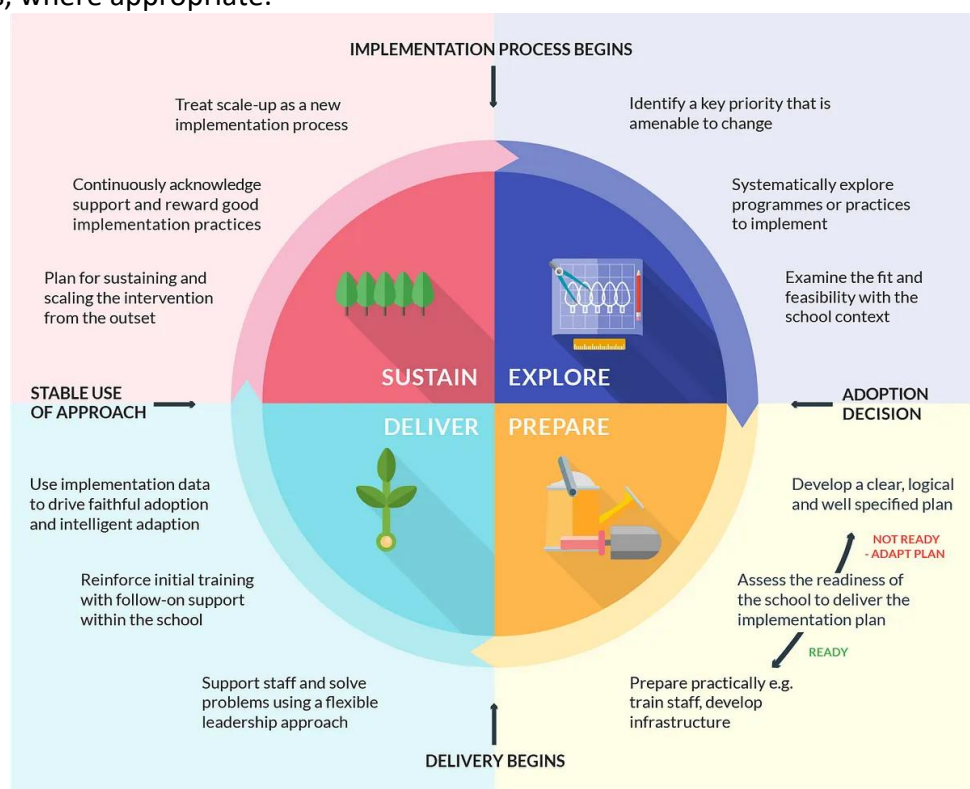 s, where appropriate.
IMPLEMENTATION PROCESS BEGINS
Treat scale-up as a new
implementation process
Continuously acknowledge
support and reward good
implementation practices
Plan for sustaining and
scaling the intervention
from the outset
Identify a key priority that is
amenable to change
Systematically explore
programmes or practices
to implement
Examine the fit and
feasibility with the
school context
SUSTAIN
EXPLORE
STABLE USE
OF APPROACH
ADOPTION
DECISION
DELIVER
PREPARE
Use implementation data
to drive faithful adoption
and intelligent adaption
Reinforce initial training
with follow-on support
within the school
Support staff and solve
problems using a flexible
leadership approach
Develop a clear, logical
and well specified plan
NOT READY
- ADAPT PLAN
Assess the readiness of
the school to deliver the
implementation plan
READY
Prepare practically e.g.
train staff, develop
infrastructure
DELIVERY BEGINS